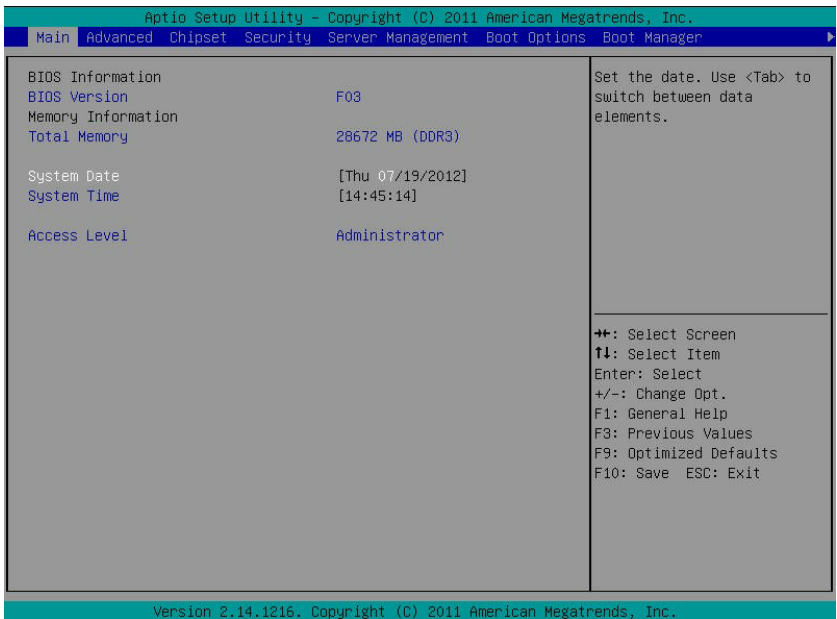 Aptio Setup Utility – Copyright (C) 2011 American Megatrends, Inc.
Main Advanced Chipset Security Server Management Boot Options Boot Manager
BIOS Information
BIOS Version F03
Memory Information
Total Memory 28672 MB (DDR3)
System Date [Thu 07/19/2012]
System Time [14:45:14]
Access Level Administrator
Set the date. Use <Tab> to
switch between data
elements.
→←: Select Screen
↑↓: Select Item
Enter: Select
+/-: Change Opt.
F1: General Help
F3: Previous Values
F9: Optimized Defaults
F10: Save ESC: Exit
Version 2.14.1216. Copyright (C) 2011 American Megatrends, Inc.